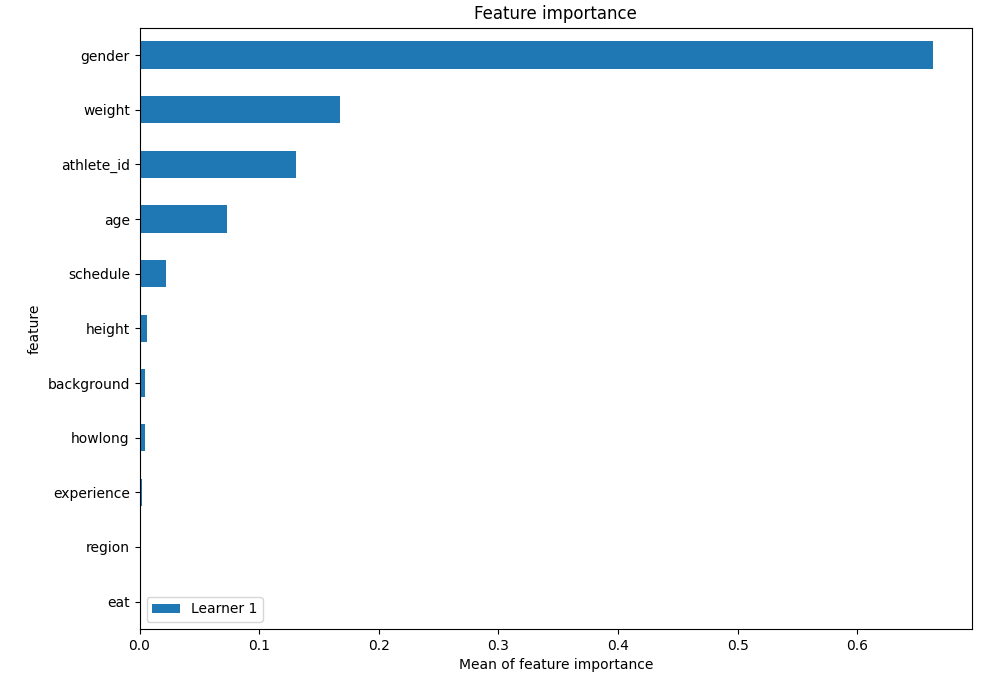 Feature importance
gender
weight
athlete_id
age
schedule
height
background
howlong
experience
region
eat
feature
Learner 1
0.0 0.1 0.2 0.3 0.4 0.5 0.6
Mean of feature importance